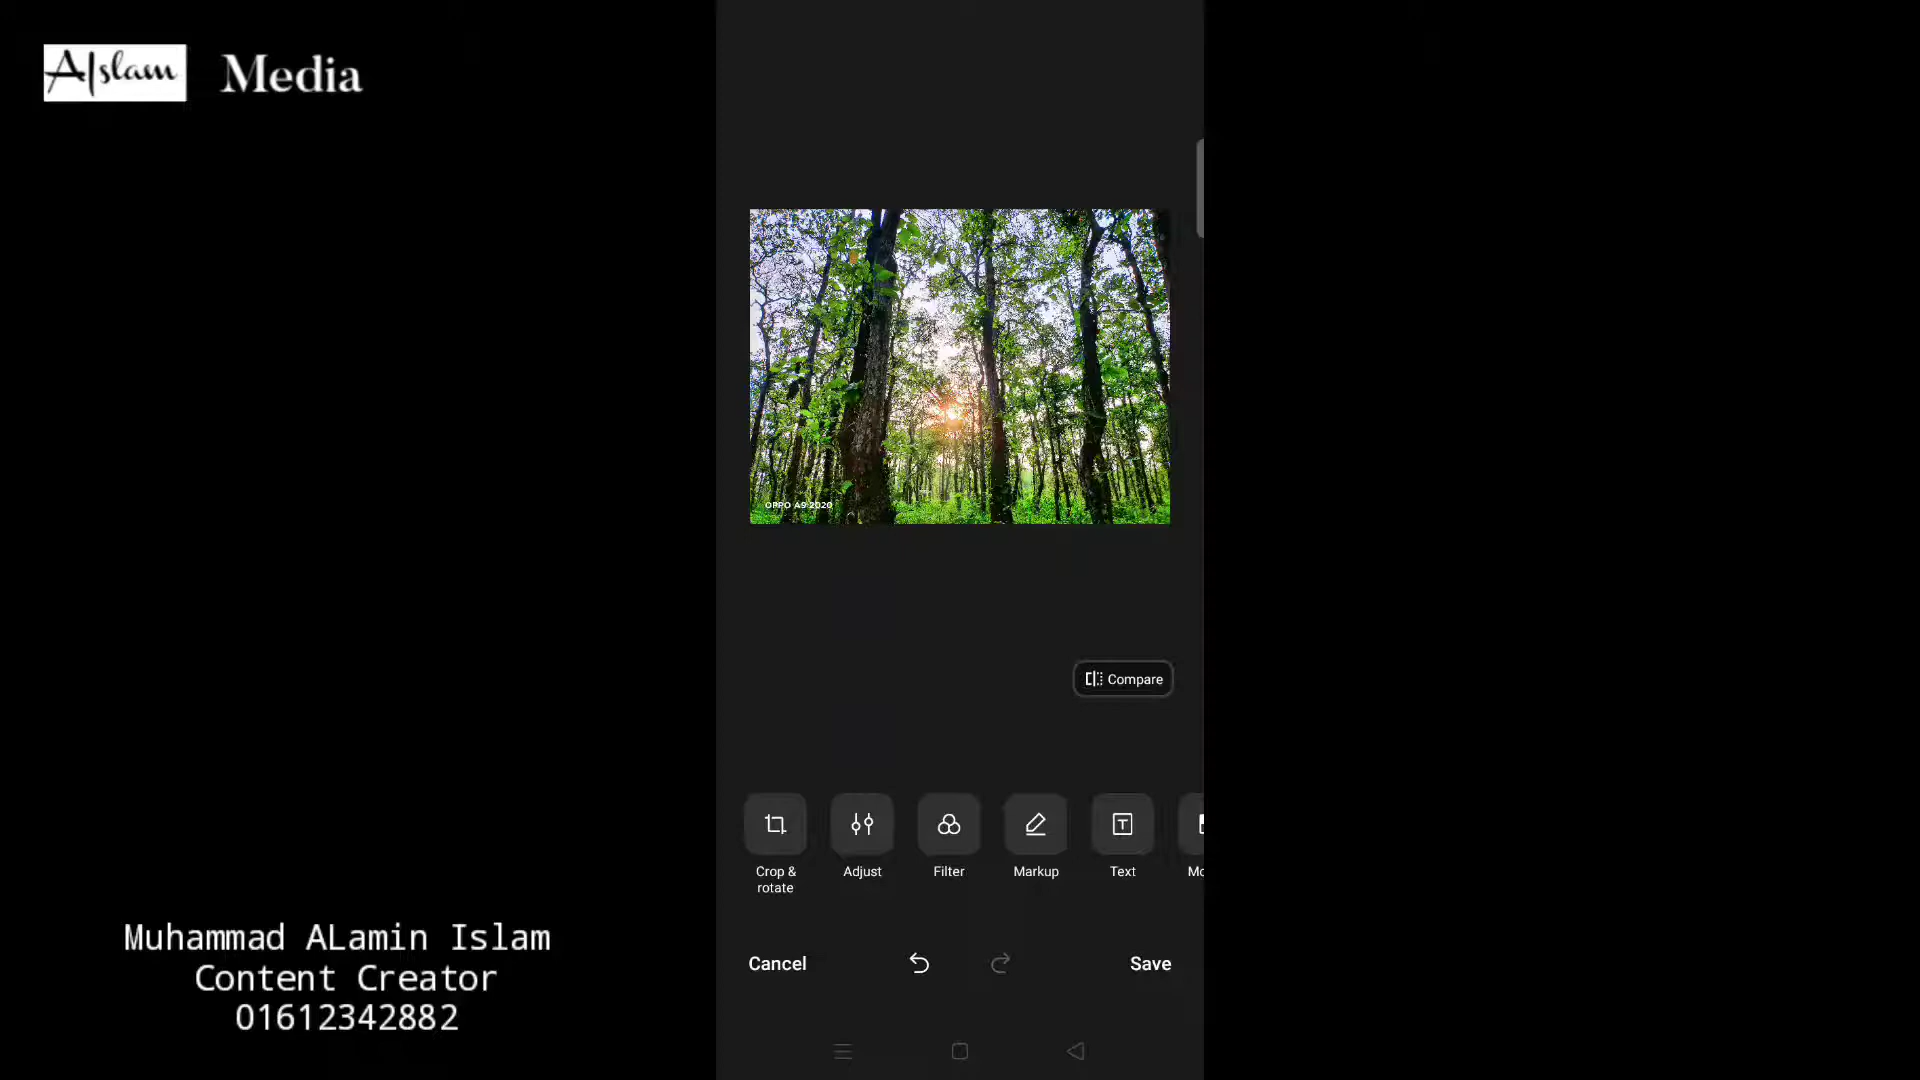 AIslam Media
OPPO A9 2020
Compare
Crop &
rotate
Adjust
Filter
Markup
Text
Mo
Cancel
Save
Muhammad ALamin Islam
Content Creator
01612342882